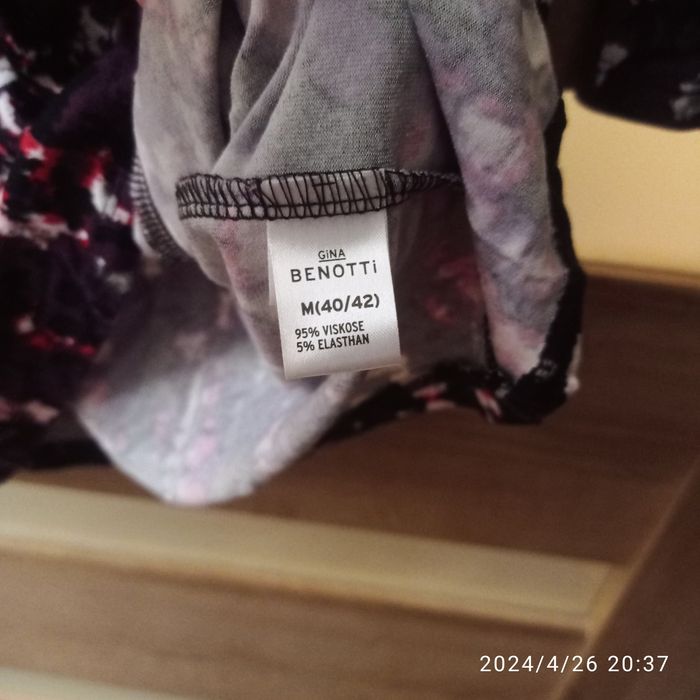 GiNA
BENOTTi
M(40/42)
95% VISKOSE
5% ELASTHAN
2024/4/26 20:37